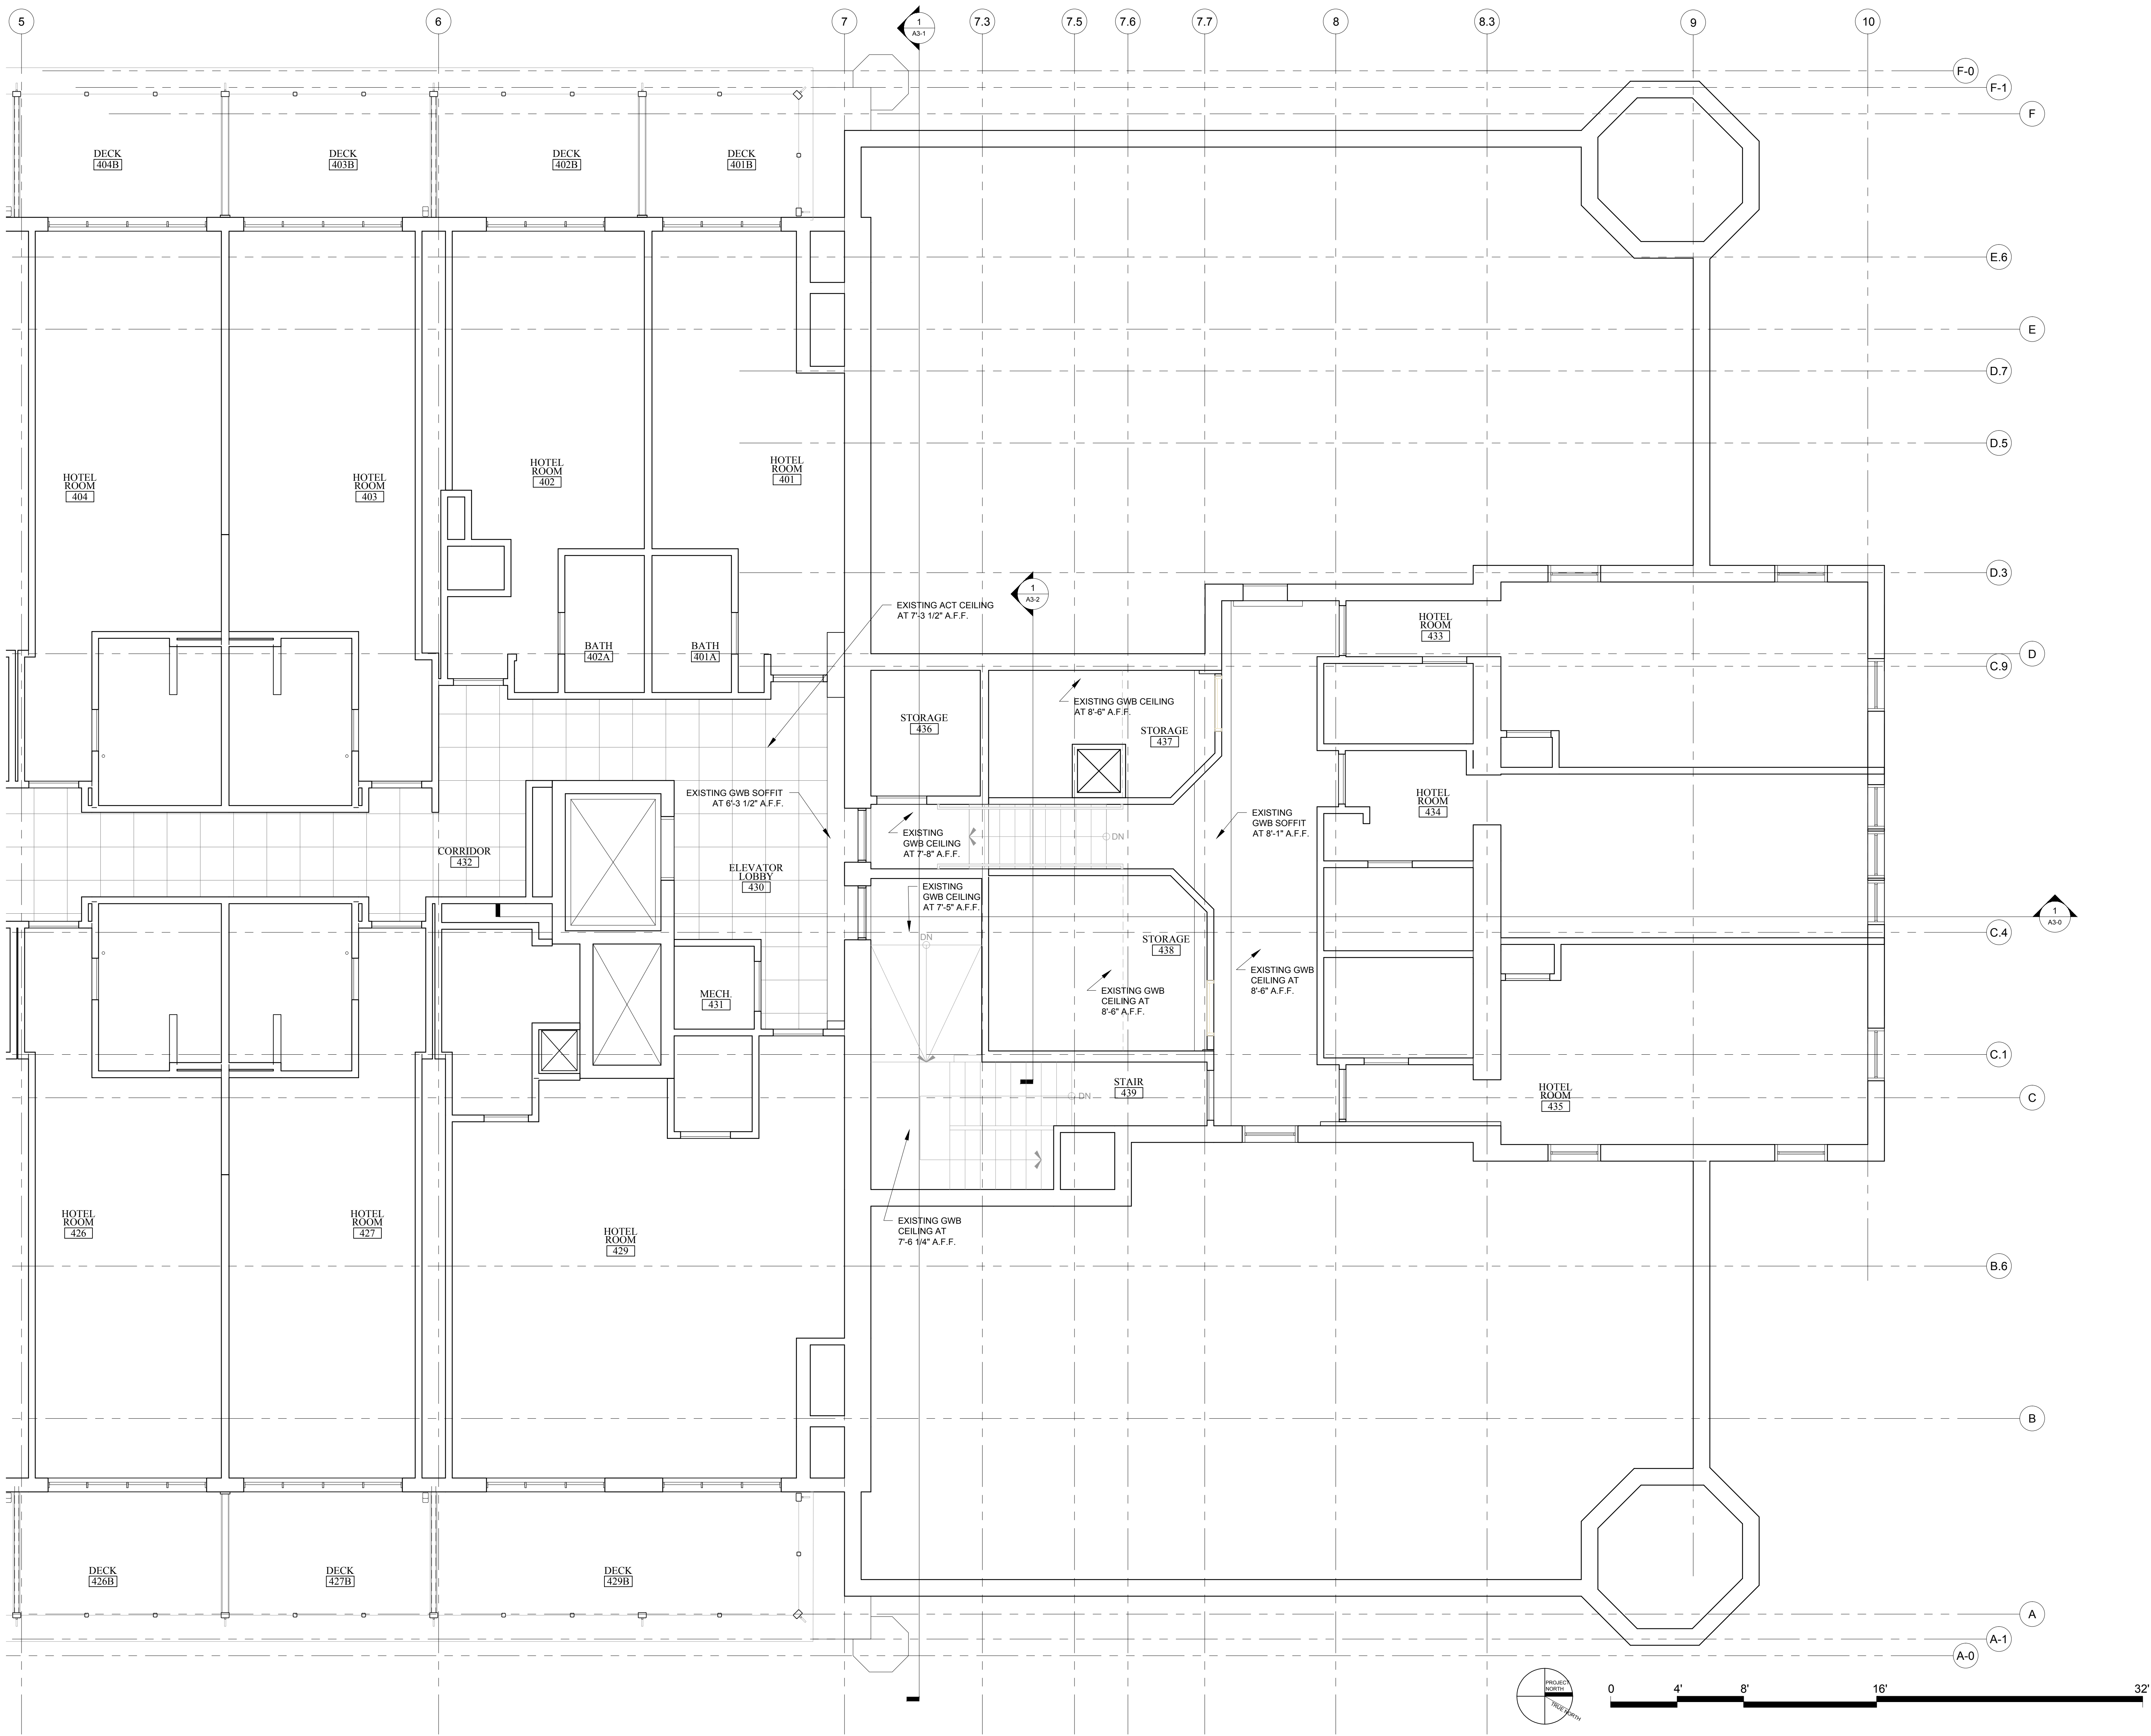 5
6
7
1
A3-1
7.3
7.5
7.6
7.7
8
8.3
9
10
F-0
F-1
F
DECK
404B
DECK
403B
DECK
402B
DECK
401B
E.6
E
D.7
D.5
HOTEL
ROOM
404
HOTEL
ROOM
403
HOTEL
ROOM
402
HOTEL
ROOM
401
D.3
1
A3-2
EXISTING ACT CEILING
AT 7'-3 1/2" A.F.F.
HOTEL
ROOM
433
BATH
402A
BATH
401A
D
C.9
EXISTING GWB CEILING
AT 8'-6" A.F.F.
STORAGE
436
STORAGE
437
EXISTING GWB SOFFIT
AT 6'-3 1/2" A.F.F.
HOTEL
ROOM
434
EXISTING
GWB SOFFIT
AT 8'-1" A.F.F.
EXISTING
GWB CEILING
AT 7'-8" A.F.F.
DN
CORRIDOR
432
ELEVATOR
LOBBY
430
EXISTING
GWB CEILING
AT 7'-5" A.F.F.
1
A3-0
DN
STORAGE
438
C.4
EXISTING GWB
CEILING AT
8'-6" A.F.F.
MECH.
431
EXISTING GWB
CEILING AT
8'-6" A.F.F.
C.1
STAIR
439
DN
HOTEL
ROOM
435
C
HOTEL
ROOM
426
HOTEL
ROOM
427
HOTEL
ROOM
429
EXISTING GWB
CEILING AT
7'-6 1/4" A.F.F.
B.6
B
DECK
426B
DECK
427B
DECK
429B
A
A-1
A-0
PROJECT
NORTH
TRUE NORTH
0
4'
8'
16'
32'